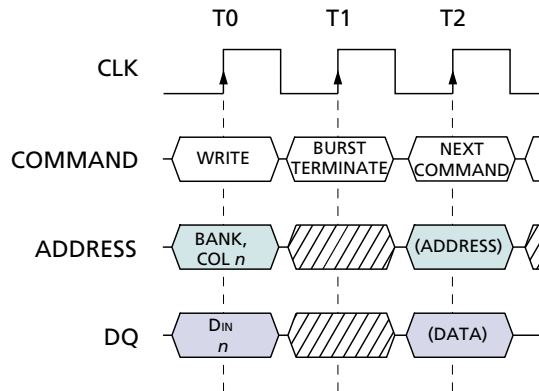 T0 T1 T2
CLK
COMMAND WRITE BURST TERMINATE NEXT COMMAND
ADDRESS BANK, COL n (ADDRESS)
DQ DIN n (DATA)